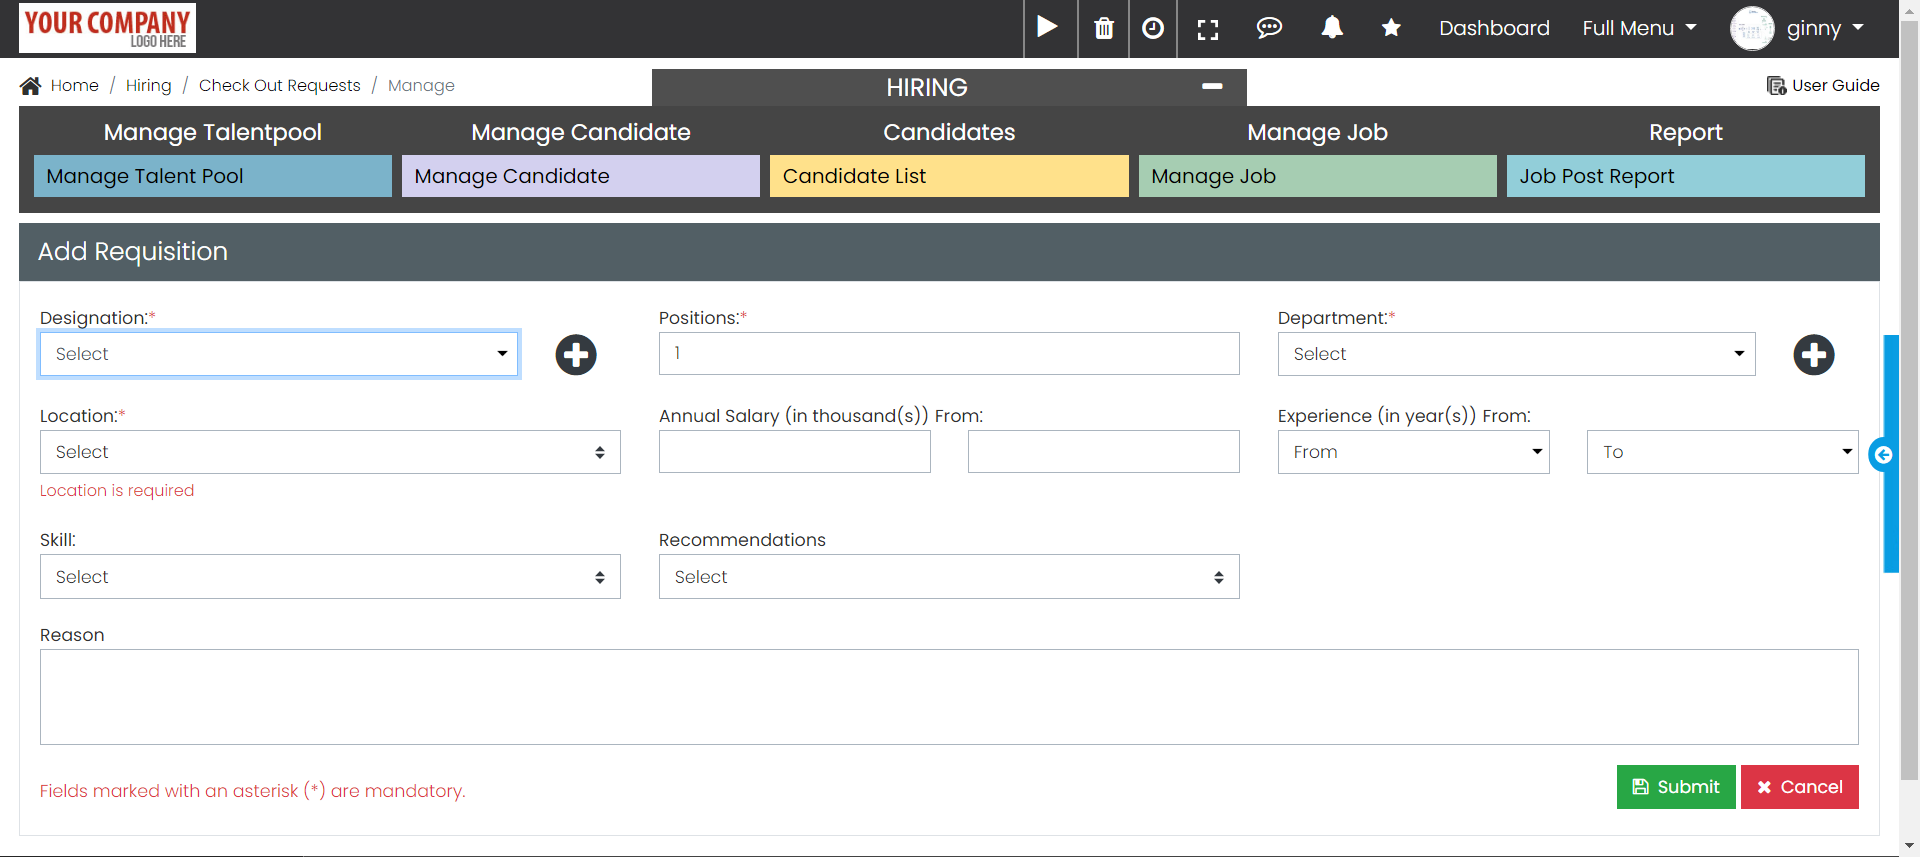 YOUR COMPANY
LOGO HERE
Dashboard
Full Menu
ginny
Home / Hiring / Check Out Requests / Manage
HIRING
User Guide
Manage Talentpool
Manage Candidate
Candidates
Manage Job
Report
Manage Talent Pool
Manage Candidate
Candidate List
Manage Job
Job Post Report
Add Requisition
Designation:*
Positions:*
Department:*
Select
1
Select
Location:*
Annual Salary (in thousand(s)) From:
Experience (in year(s)) From:
Select
From
To
Location is required
Skill:
Recommendations
Select
Select
Reason
Fields marked with an asterisk (*) are mandatory.
Submit
Cancel